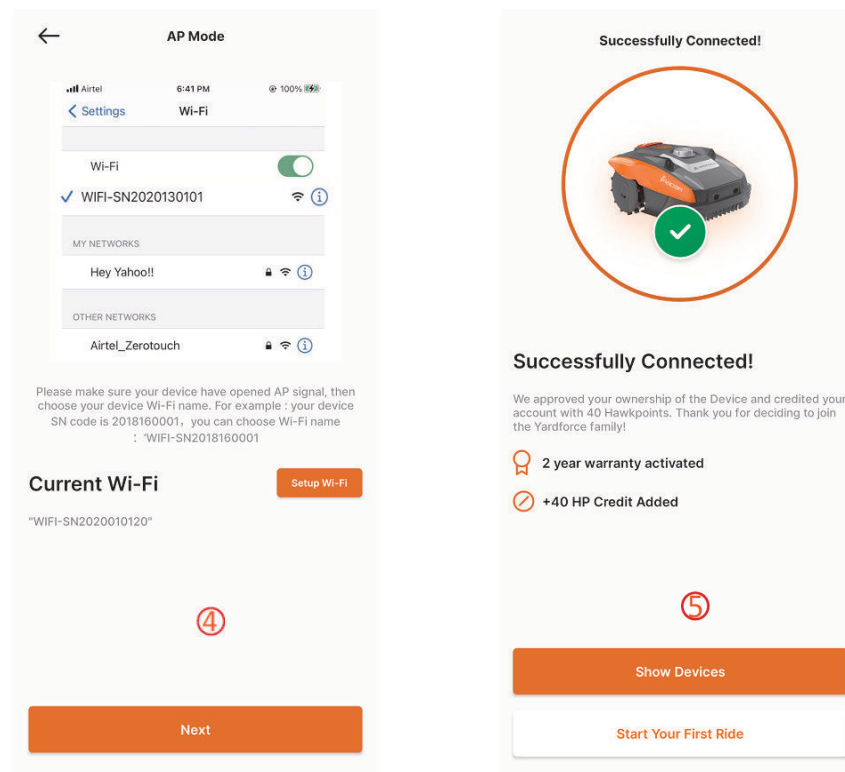 AP Mode
Airtel
6:41 PM
100%
Settings
Wi-Fi
Wi-Fi
WIFI-SN2020130101
MY NETWORKS
Hey Yahoo!!
OTHER NETWORKS
Airtel_Zerotouch
Please make sure your device have opened AP signal, then
choose your device Wi-Fi name. For example : your device
SN code is 2018160001，you can choose Wi-Fi name
: 'WIFI-SN2018160001
Current Wi-Fi
Setup Wi-Fi
"WIFI-SN2020010120"
④
Next
Successfully Connected!
Successfully Connected!
We approved your ownership of the Device and credited your
account with 40 Hawkpoints. Thank you for deciding to join
the Yardforce family!
2 year warranty activated
+40 HP Credit Added
⑤
Show Devices
Start Your First Ride